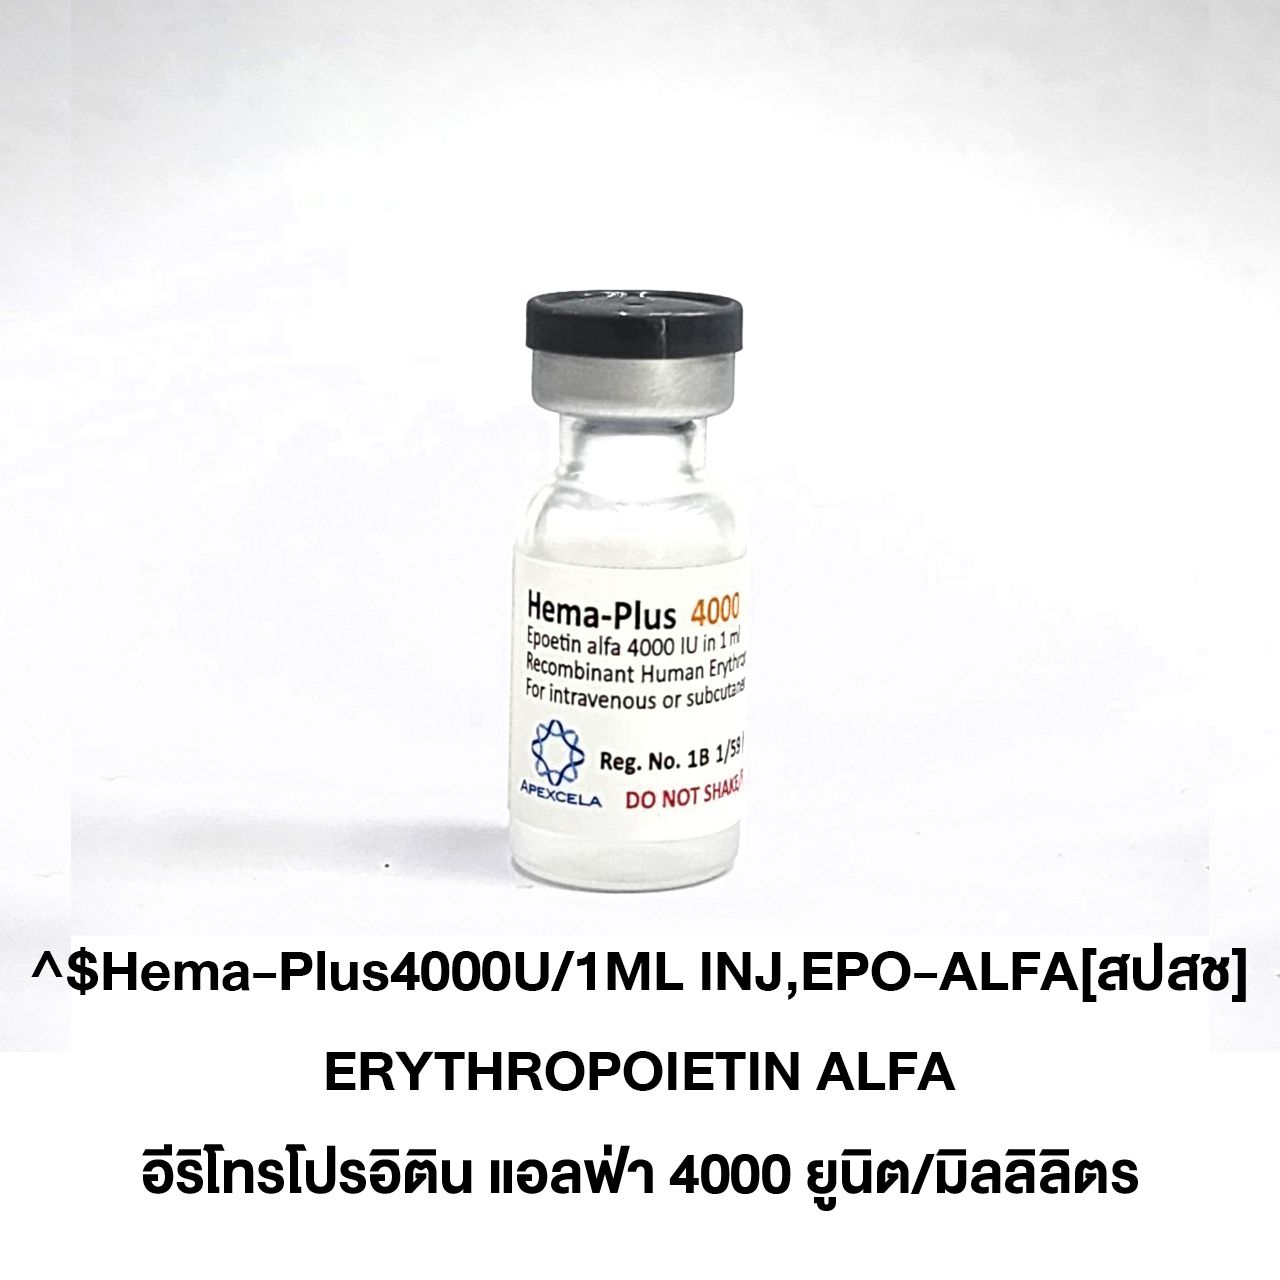 Hema-Plus 4000
Epoetin alfa 4000 IU in 1 ml
Recombinant Human
For intravenous or
Reg. No. 1B 1/59
APEXCELA
DO NOT SHAKE
^$Hema-Plus4000U/1ML INJ,EPO-ALFA[สปสช]
ERYTHROPOIETIN ALFA
อีริโทรโปรอิติน แอลฟ่า 4000 ยูนิต/มิลลิลิตร